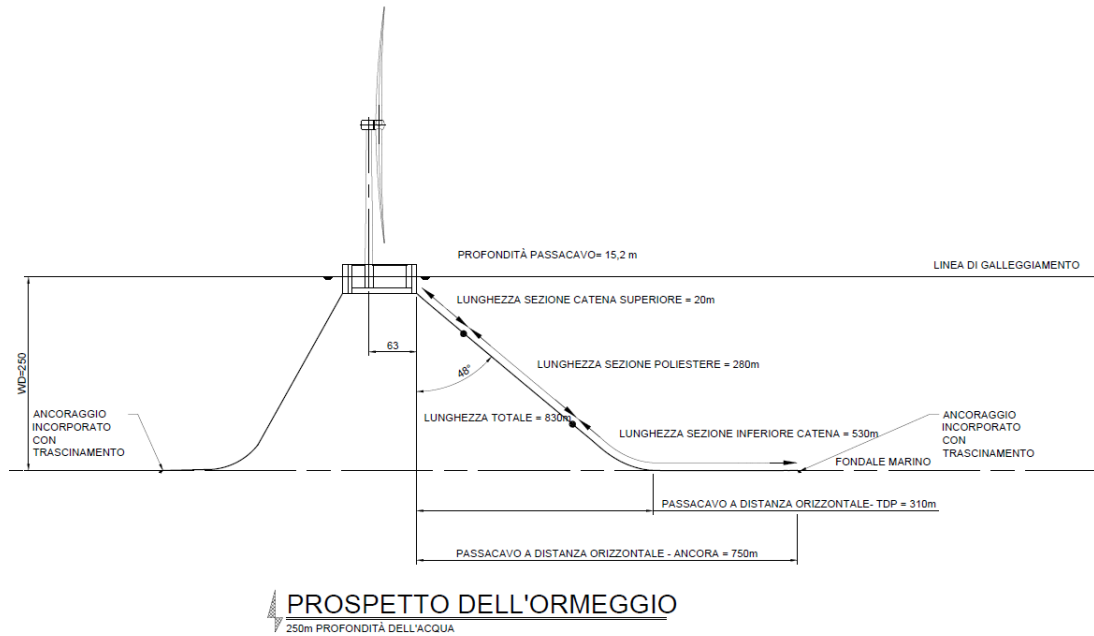 PROFONDITÀ PASSACAVO= 15,2 m
LINEA DI GALLEGGIAMENTO
LUNGHEZZA SEZIONE CATENA SUPERIORE = 20m
63
LUNGHEZZA SEZIONE POLIESTERE = 280m
48°
WD=250
ANCORAGGIO
INCORPORATO
CON
TRASCINAMENTO
LUNGHEZZA TOTALE = 830m
LUNGHEZZA SEZIONE INFERIORE CATENA = 530m
ANCORAGGIO
INCORPORATO
CON
TRASCINAMENTO
FONDALE MARINO
PASSACAVO A DISTANZA ORIZZONTALE- TDP = 310m
PASSACAVO A DISTANZA ORIZZONTALE - ANCORA = 750m
PROSPETTO DELL'ORMEGGIO
250m PROFONDITÀ DELL'ACQUA